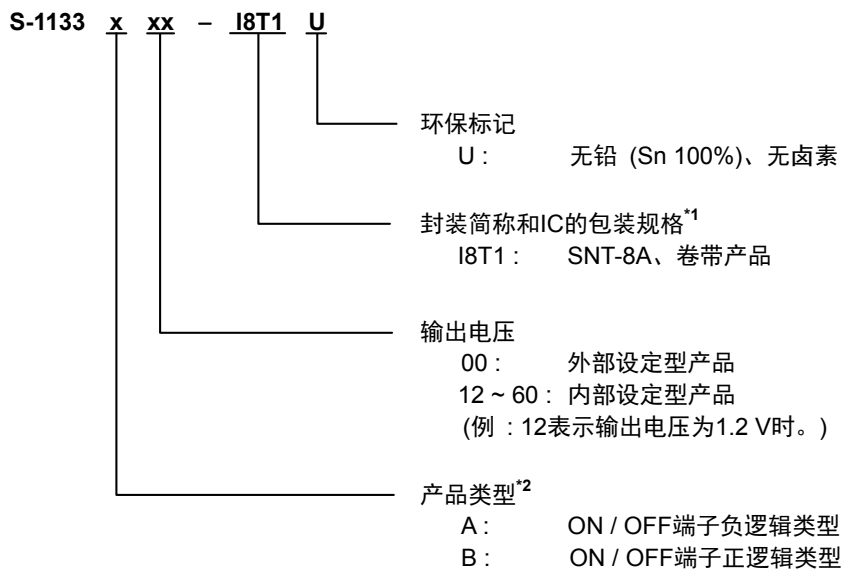 S-1133 x xx – I8T1 U
环保标记
U : 无铅 (Sn 100%)、无卤素
封装简称和IC的包装规格*1
I8T1 : SNT-8A、卷带产品
输出电压
00 : 外部设定型产品
12 ~ 60 : 内部设定型产品
(例 : 12表示输出电压为1.2 V时。)
产品类型*2
A : ON / OFF端子负逻辑类型
B : ON / OFF端子正逻辑类型